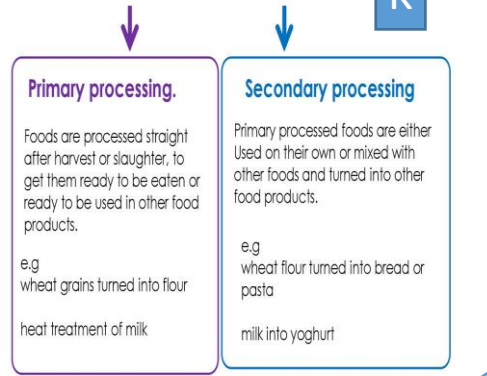 K
Primary processing.
Foods are processed straight
after harvest or slaughter, to
get them ready to be eaten or
ready to be used in other food
products.
e.g
wheat grains turned into flour
heat treatment of milk
Secondary processing
Primary processed foods are either
Used on their own or mixed with
other foods and turned into other
food products.
e.g
wheat flour turned into bread or
pasta
milk into yoghurt